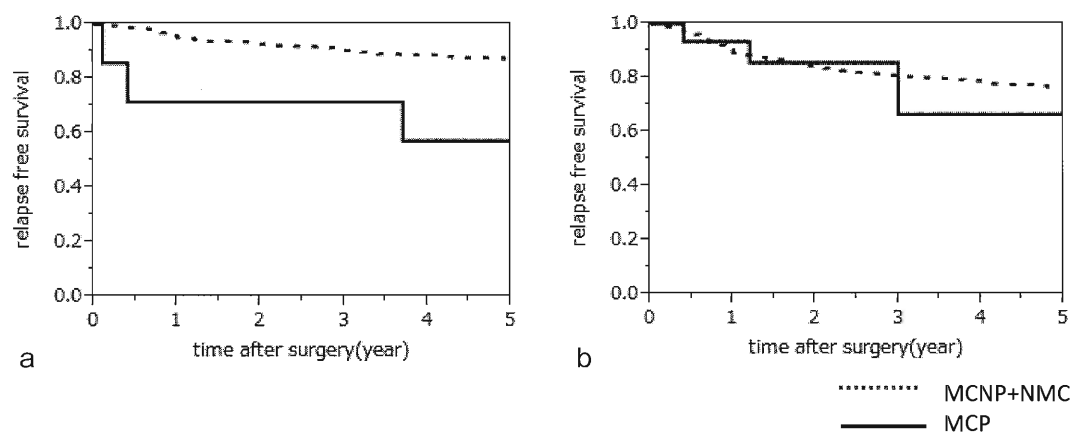 relapse free survival
1.0
0.8
0.6
0.4
0.2
0.0
0 1 2 3 4 5
time after surgery(year)
a
relapse free survival
1.0
0.8
0.6
0.4
0.2
0.0
0 1 2 3 4 5
time after surgery(year)
b
MCNP+NMC
MCP